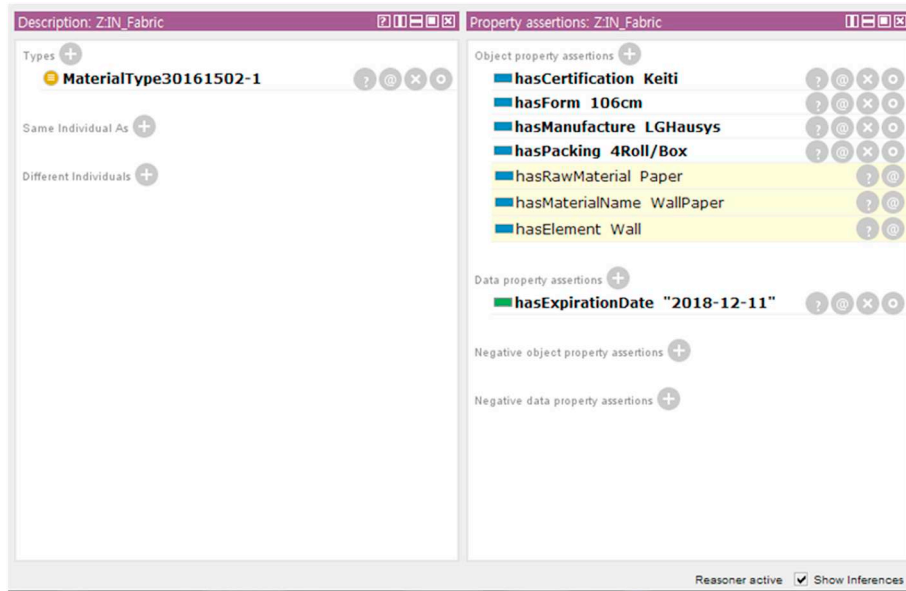 Description: Z:IN_Fabric
Types
MaterialType30161502-1
Same Individual As
Different Individuals
Property assertions: Z:IN_Fabric
Object property assertions
hasCertification Keiti
hasForm 106cm
hasManufacture LGHausys
hasPacking 4Roll/Box
hasRawMaterial Paper
hasMaterialName WallPaper
hasElement Wall
Data property assertions
hasExpirationDate "2018-12-11"
Negative object property assertions
Negative data property assertions
Reasoner active Show Inferences